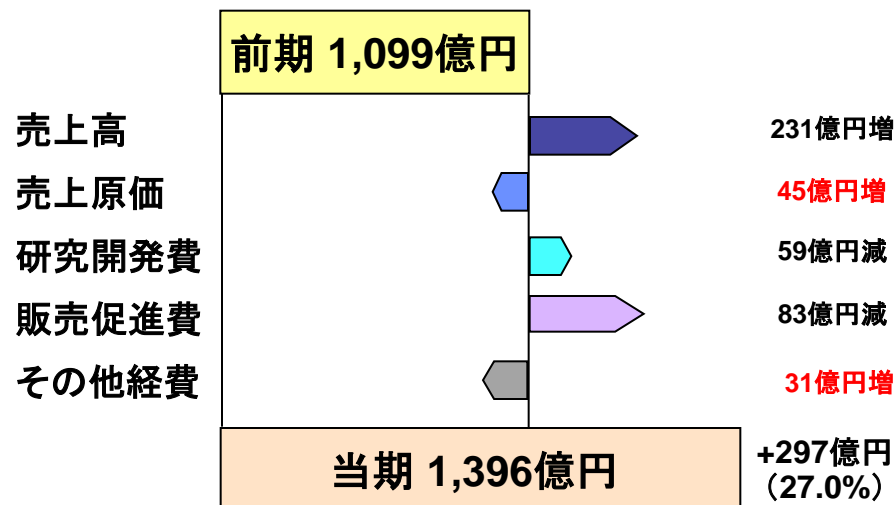 前期 1,099億円
売上高 231億円増
売上原価 45億円増
研究開発費 59億円減
販売促進費 83億円減
その他経費 31億円増
当期 1,396億円
+297億円
（27.0%）